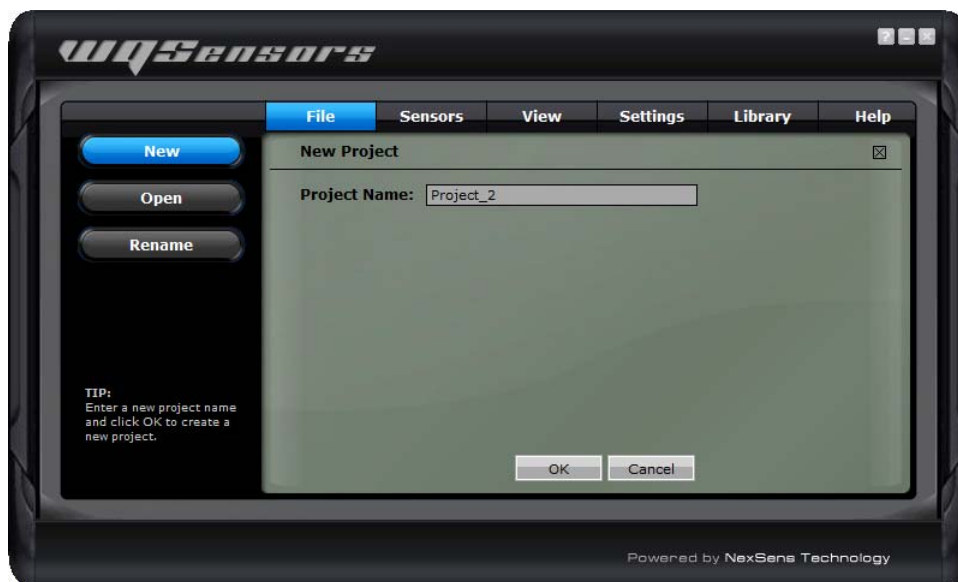 WQSensors
?
File Sensors View Settings Library Help
New
Open
Rename
New Project
Project Name: Project_2
TIP:
Enter a new project name
and click OK to create a
new project.
OK Cancel
Powered by NexSens Technology